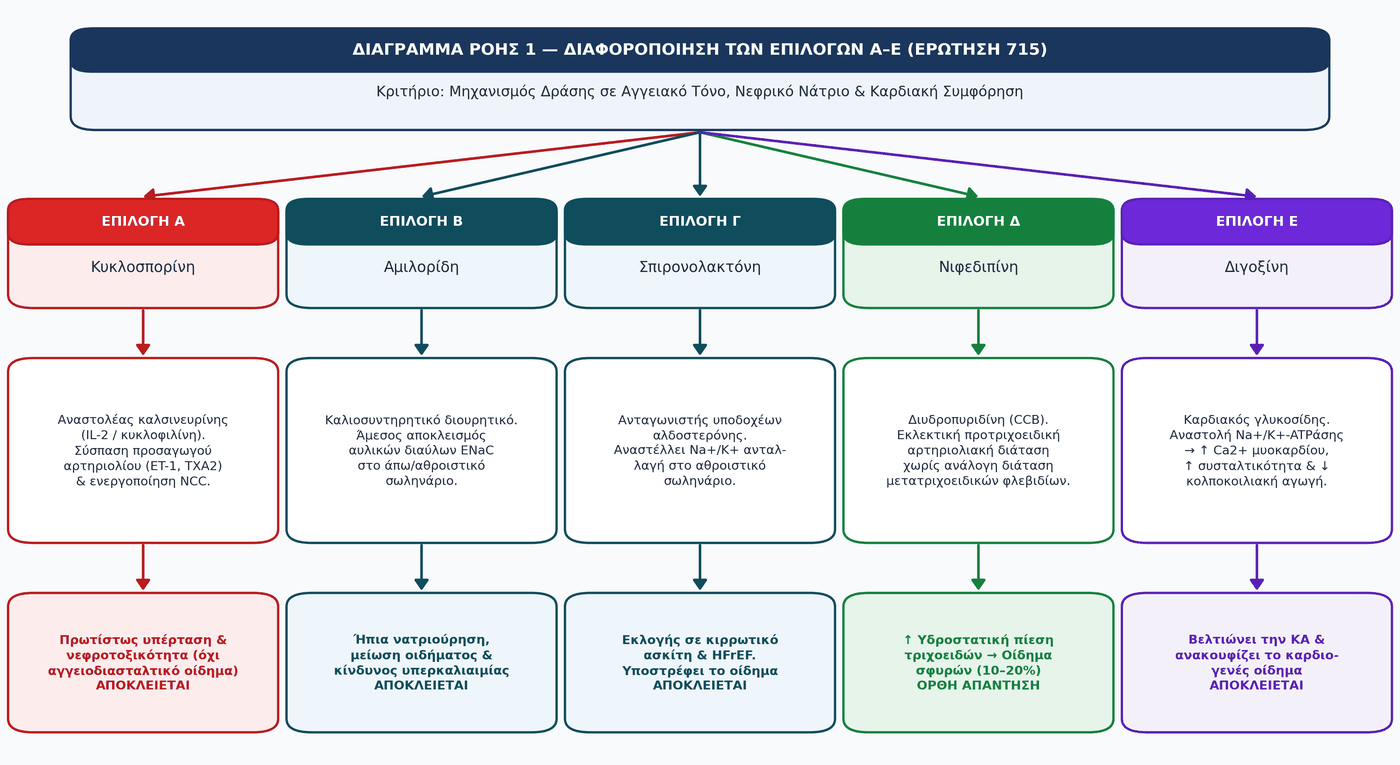 ΔΙΑΓΡΑΜΜΑ ΡΟΗΣ 1 — ΔΙΑΦΟΡΟΠΟΙΗΣΗ ΤΩΝ ΕΠΙΛΟΓΩΝ Α–Ε (ΕΡΩΤΗΣΗ 715)
Κριτήριο: Μηχανισμός Δράσης σε Αγγειακό Τόνο, Νεφρικό Νάτριο & Καρδιακή Συμφόρηση
ΕΠΙΛΟΓΗ Α
Κυκλοσπορίνη
Αναστολέας καλσινευρίνης
(IL-2 / κυκλοφιλίνη).
Σύσπαση προσαγωγού
αρτηριολίου (ET-1, TXA2)
& ενεργοποίηση NCC.
Πρωτίστως υπέρταση &
νεφροτοξικότητα (όχι
αγγειοδιασταλτικό οίδημα)
ΑΠΟΚΛΕΙΕΤΑΙ
ΕΠΙΛΟΓΗ Β
Αμιλορίδη
Καλιοσυντηρητικό διουρητικό.
Άμεσος αποκλεισμός
αυλικών διαύλων ENaC
στο άπω/αθροιστικό
σωληνάριο.
Ήπια νατριούρηση,
μείωση οιδήματος &
κίνδυνος υπερκαλιαιμίας
ΑΠΟΚΛΕΙΕΤΑΙ
ΕΠΙΛΟΓΗ Γ
Σπιρονολακτόνη
Ανταγωνιστής υποδοχέων
αλδοστερόνης.
Αναστέλλει Na+/K+ ανταλ-
λαγή στο αθροιστικό
σωληνάριο.
Εκλογής σε κιρρωτικό
ασκίτη & HFrEF.
Υποστρέφει το οίδημα
ΑΠΟΚΛΕΙΕΤΑΙ
ΕΠΙΛΟΓΗ Δ
Νιφεδιπίνη
Διυδροπυριδίνη (CCB).
Εκλεκτική προτριχοειδική
αρτηριολιακή διάταση
χωρίς ανάλογη διάταση
μετατριχοειδικών φλεβιδίων.
↑ Υδροστατική πίεση
τριχοειδών → Οίδημα
σφυρών (10–20%)
ΟΡΘΗ ΑΠΑΝΤΗΣΗ
ΕΠΙΛΟΓΗ Ε
Διγοξίνη
Καρδιακός γλυκοσίδης.
Αναστολή Na+/K+-ATPάσης
→ ↑ Ca2+ μυοκαρδίου,
↑ συσταλτικότητα & ↓
κολποκοιλιακή αγωγή.
Βελτιώνει την ΚΑ &
ανακουφίζει το καρδιο-
γενές οίδημα
ΑΠΟΚΛΕΙΕΤΑΙ